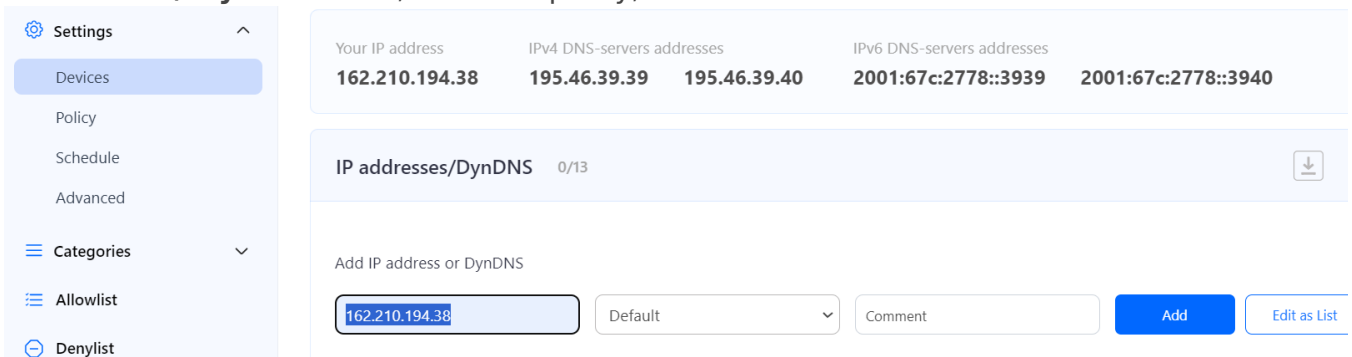 Settings
Devices
Policy
Schedule
Advanced
Categories
Allowlist
Denylist
Your IP address
162.210.194.38
IPv4 DNS-servers addresses
195.46.39.39 195.46.39.40
IPv6 DNS-servers addresses
2001:67c:2778::3939 2001:67c:2778::3940
IP addresses/DynDNS 0/13
Add IP address or DynDNS
162.210.194.38 Default Comment Add Edit as List